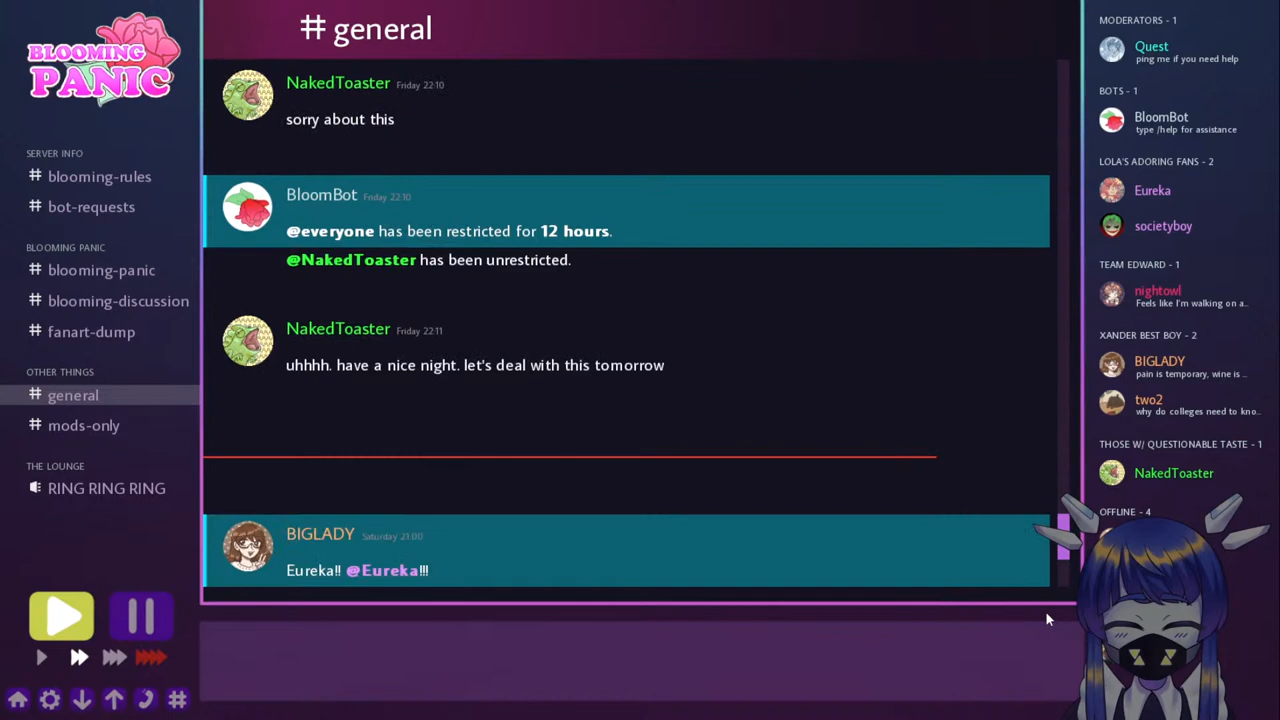 BLOOMING
PANIC
SERVER INFO
# blooming-rules
# bot-requests
BLOOMING PANIC
# blooming-panic
# blooming-discussion
# fanart-dump
OTHER THINGS
# general
# mods-only
THE LOUNGE
RING RING RING
# general
NakedToaster Friday 22:10
sorry about this
BloomBot Friday 22:10
@everyone has been restricted for 12 hours.
@NakedToaster has been unrestricted.
NakedToaster Friday 22:11
uhhhh. have a nice night. let's deal with this tomorrow
BIGLADY Saturday 21:00
Eureka!! @Eureka!!!
MODERATORS - 1
Quest
ping me if you need help
BOTS - 1
BloomBot
type /help for assistance
LOLA'S ADORING FANS - 2
Eureka
societyboy
TEAM EDWARD - 1
nightowl
Feels like I'm walking on a...
XANDER BEST BOY - 2
BIGLADY
pain is temporary, wine is ...
two2
why do colleges need to kno...
THOSE W/ QUESTIONABLE TASTE - 1
NakedToaster
OFFLINE - 4